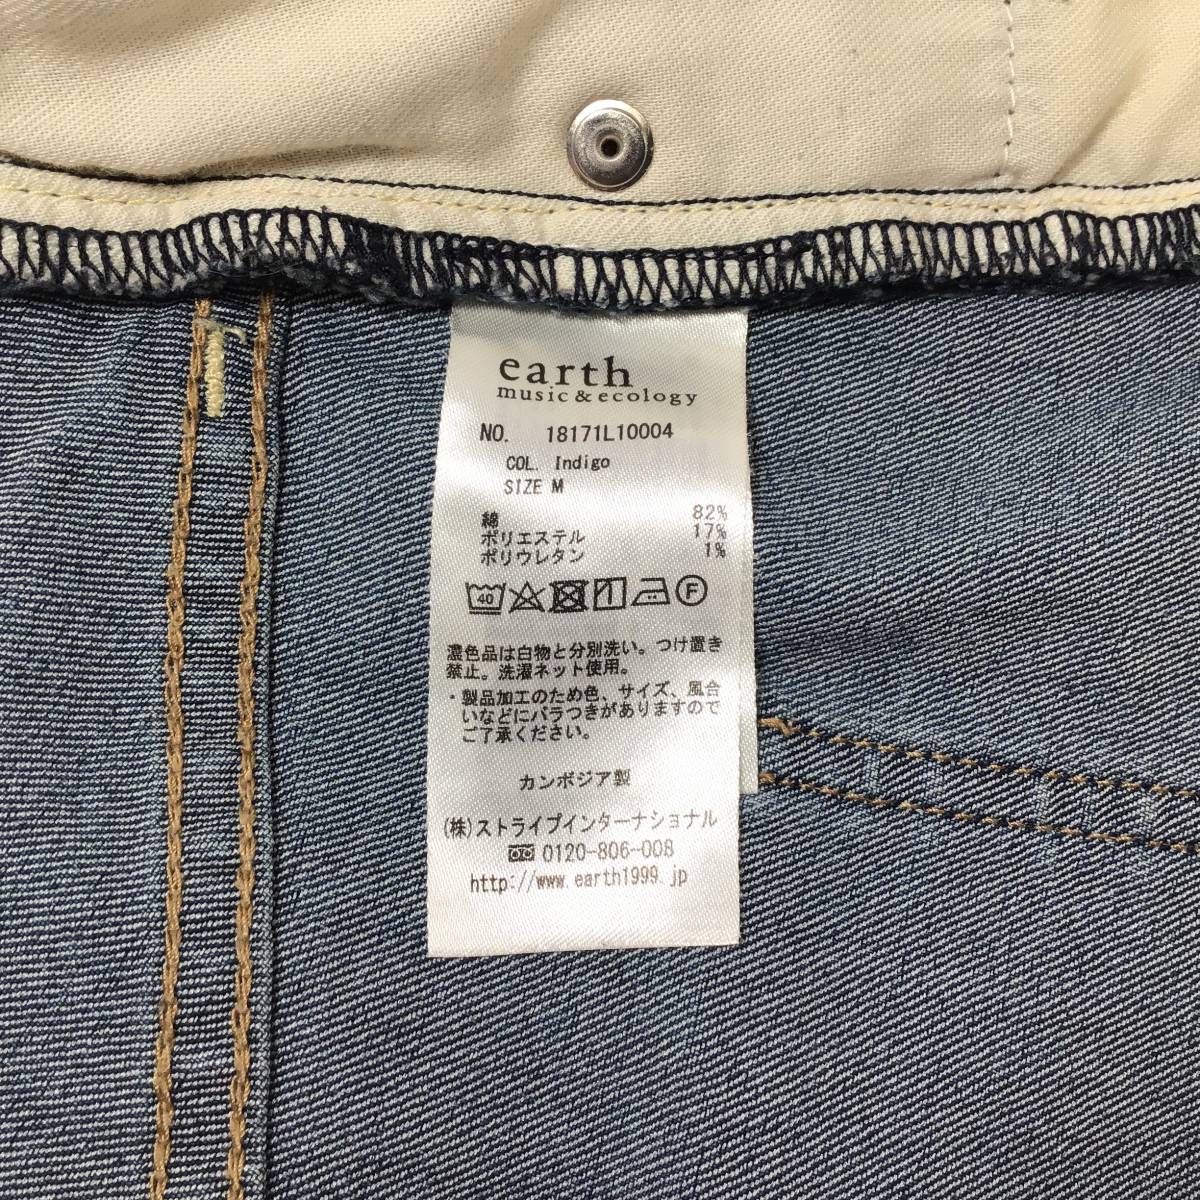 earth
music & ecology
NO. 18171L10004
COL. Indigo
SIZE M
綿 82%
ポリエステル 17%
ポリウレタン 1%
40 F
濃色品は白物と分別洗い。つけ置き
禁止。洗濯ネット使用。
・製品加工のため色、サイズ、風合
いなどにバラつきがありますので
ご了承ください。
カンボジア製
(株)ストライプインターナショナル
0120-806-008
http://www.earth1999.jp